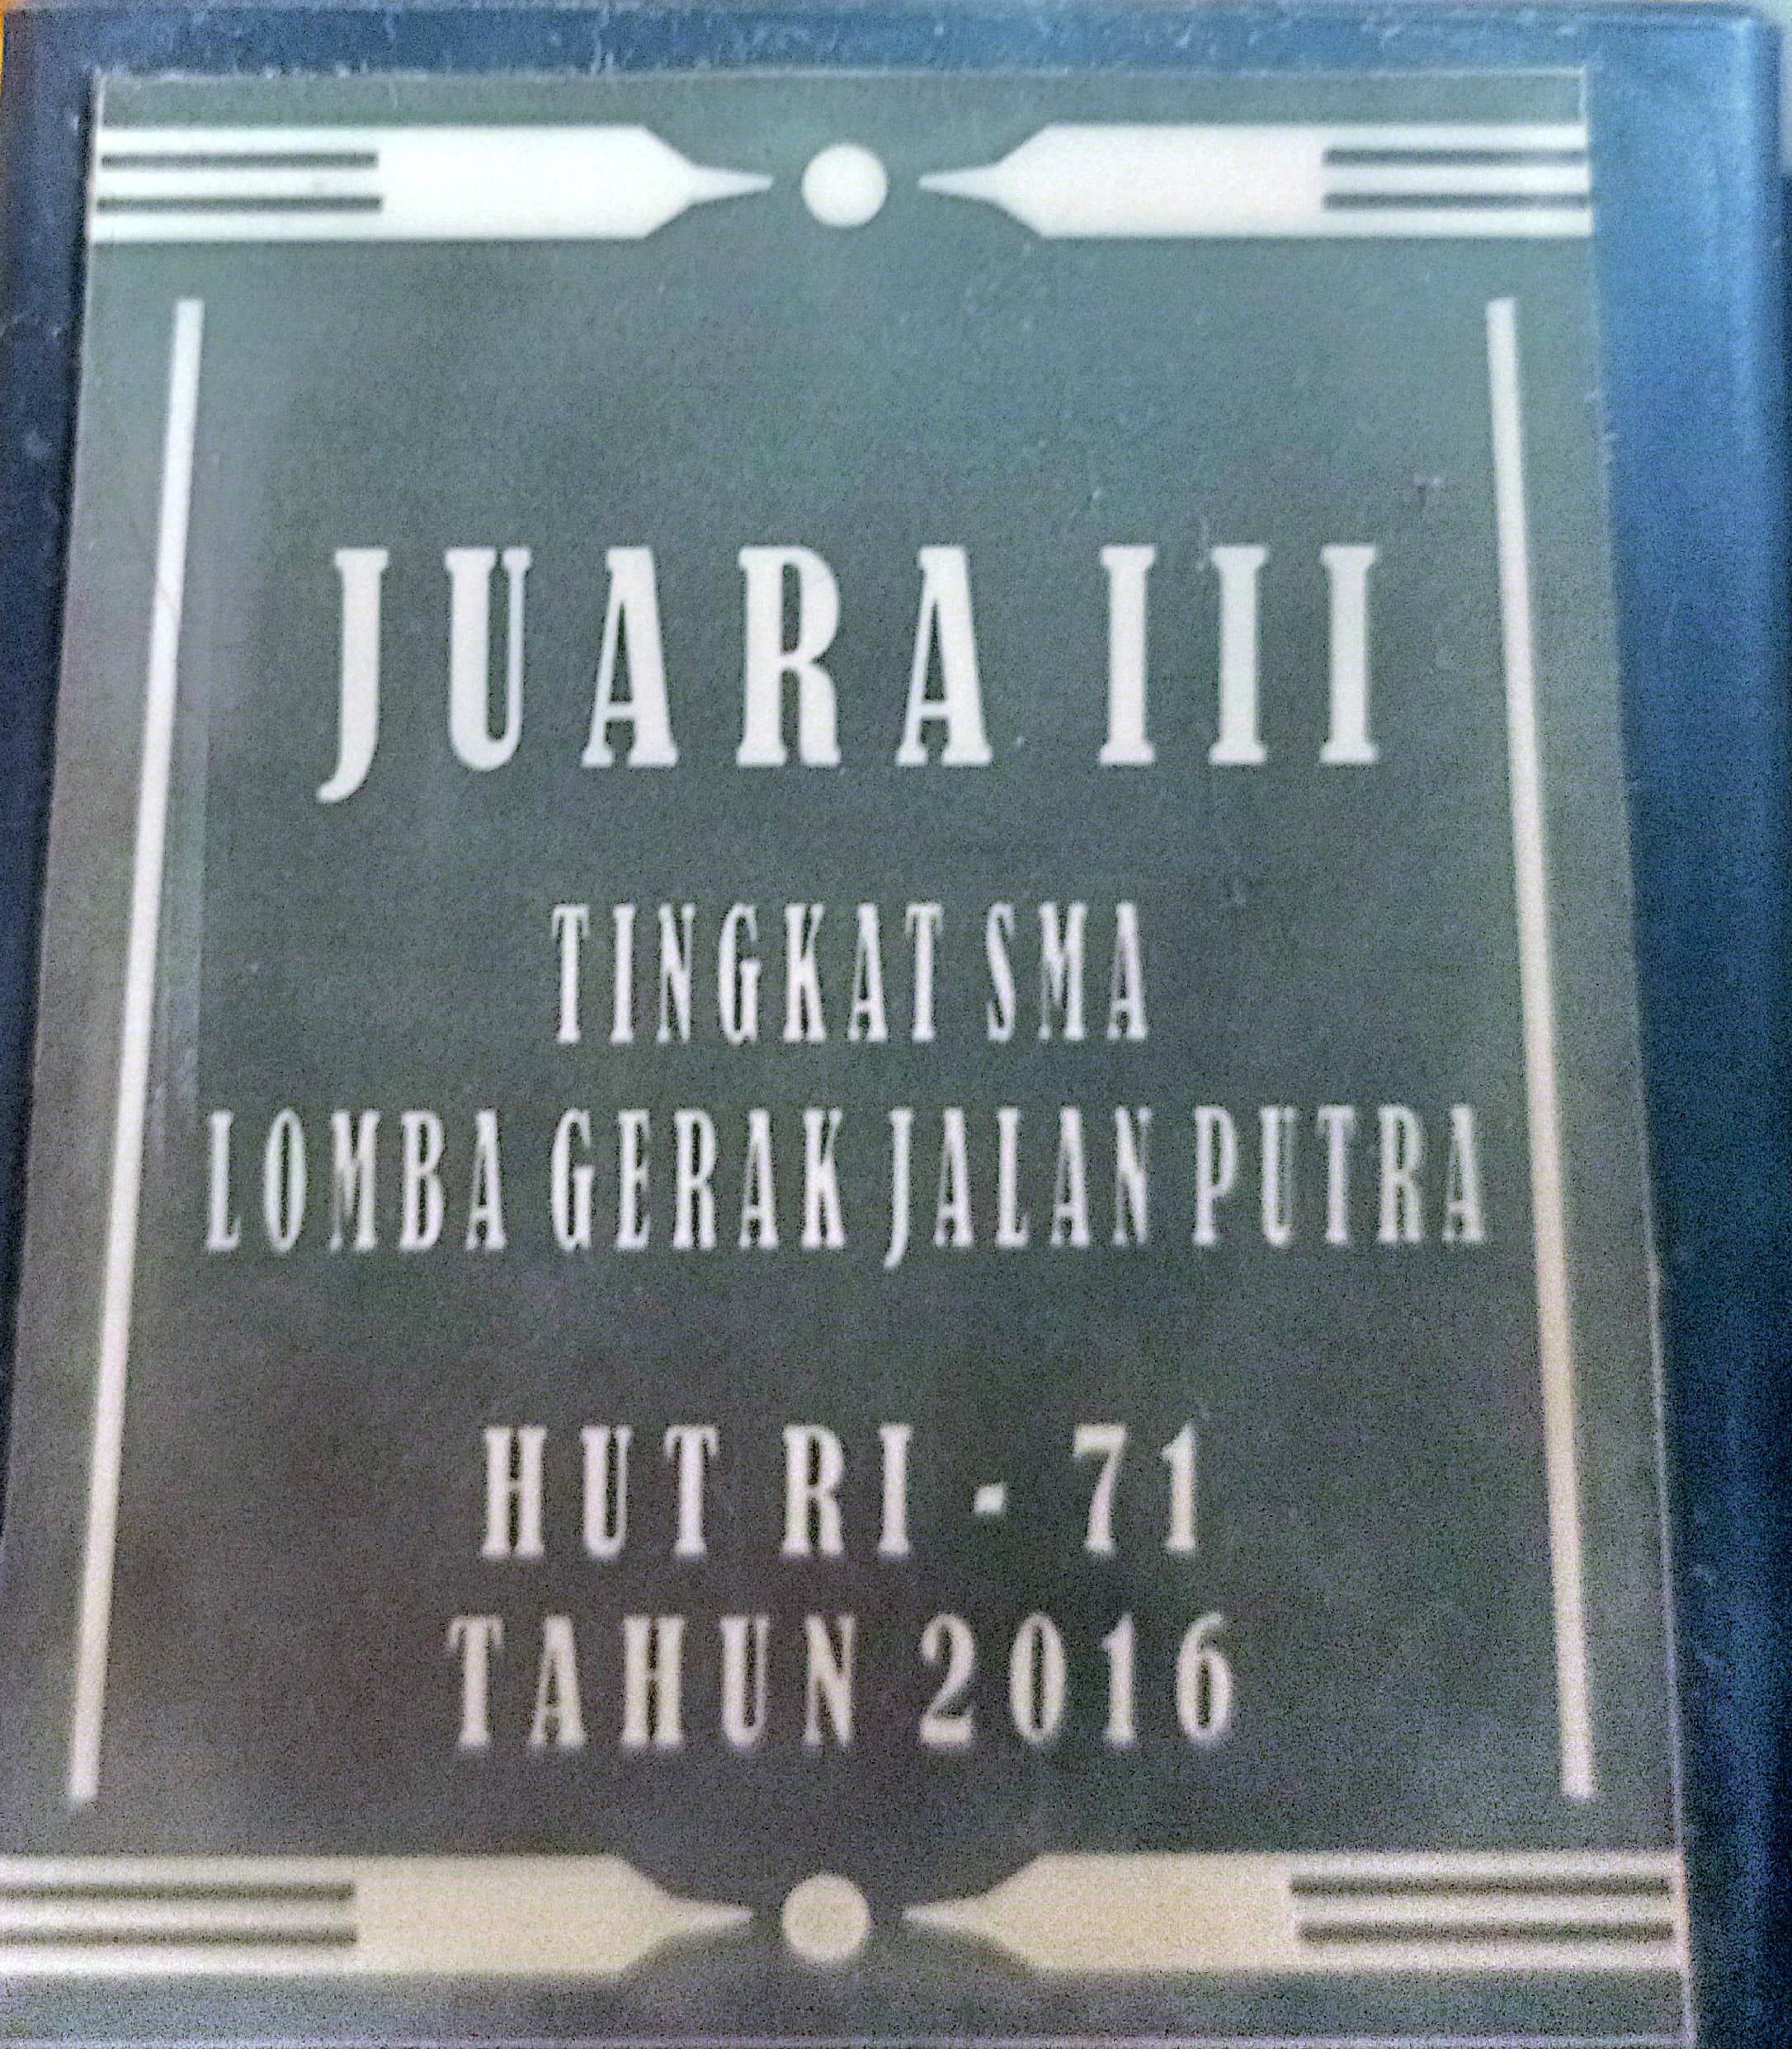 JUARA III
TINGKAT SMA
LOMBA GERAK JALAN PUTRA
HUT RI - 71
TAHUN 2016